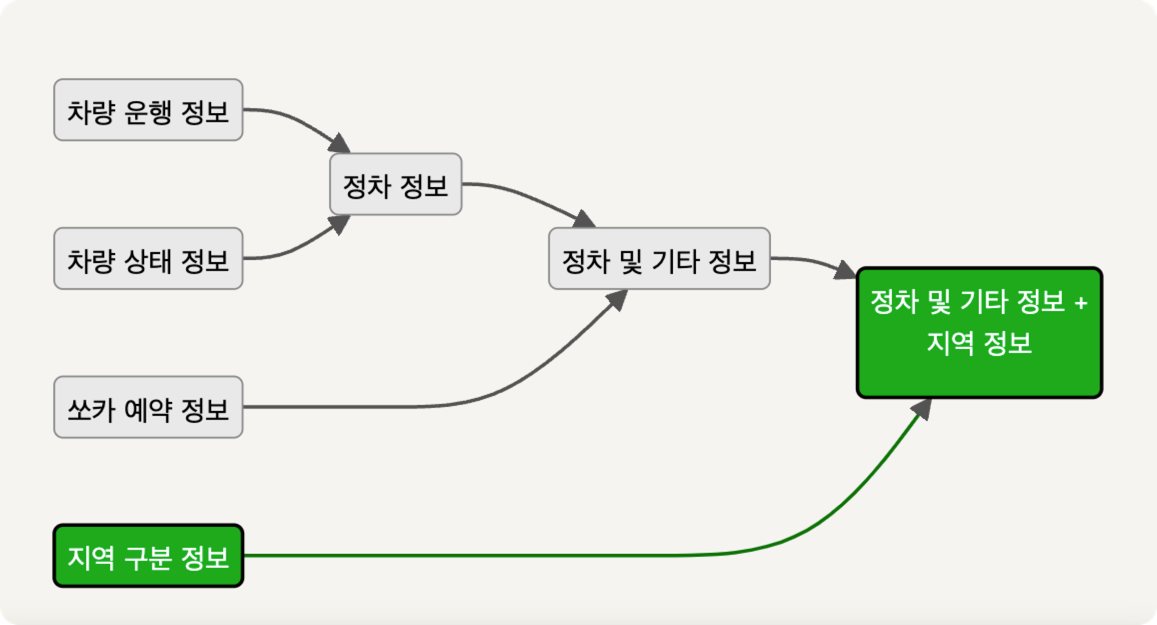 차량 운행 정보
정차 정보
차량 상태 정보
정차 및 기타 정보
정차 및 기타 정보 +
지역 정보
쏘카 예약 정보
지역 구분 정보